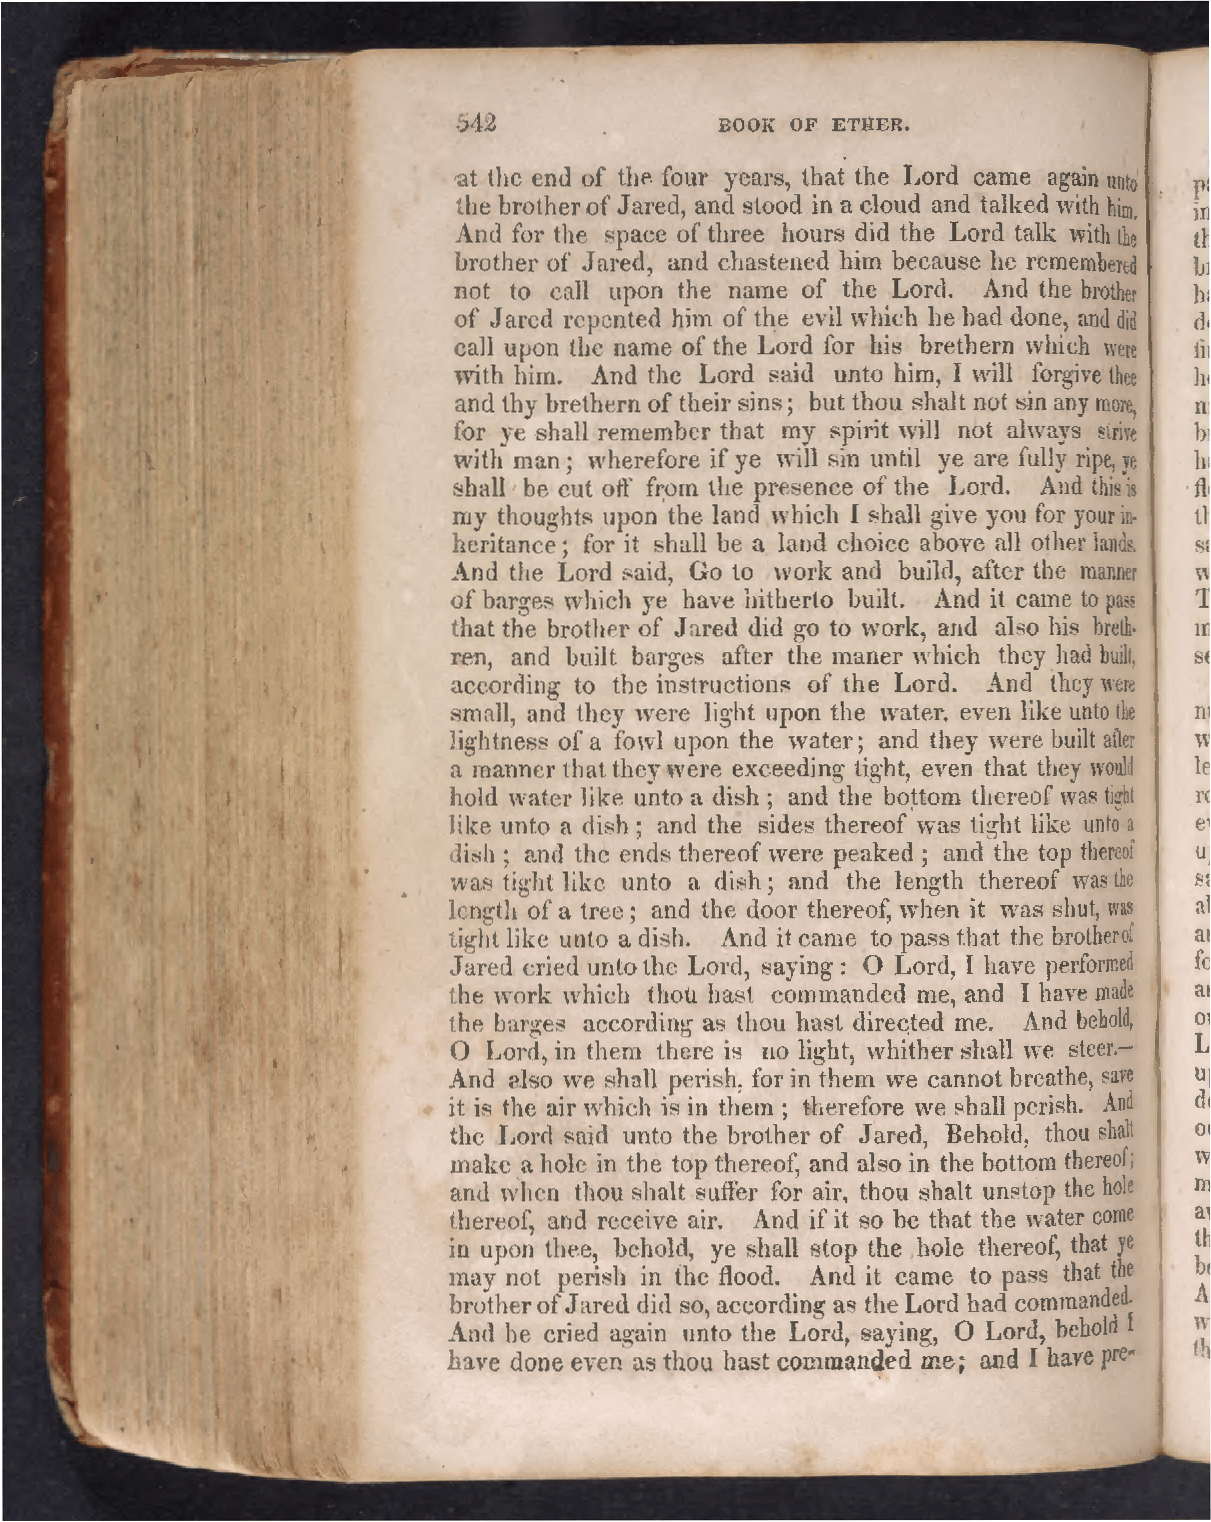 542 BOOK OF ETHER.
at the end of the four years, that the Lord came again unto
the brother of Jared, and stood in a cloud and talked with him.
And for the space of three hours did the Lord talk with the
brother of Jared, and chastened him because he remembered
not to call upon the name of the Lord. And the brother
of Jared repented him of the evil which he had done, and did
call upon the name of the Lord for his brethern which were
with him. And the Lord said unto him, I will forgive thee
and thy brethern of their sins; but thou shalt not sin any more,
for ye shall remember that my spirit will not always strive
with man; wherefore if ye will sin until ye are fully ripe, ye
shall be cut off from the presence of the Lord. And this is
my thoughts upon the land which I shall give you for your in-
heritance; for it shall be a land choice above all other lands.
And the Lord said, Go to work and build, after the manner
of barges which ye have hitherto built. And it came to pass
that the brother of Jared did go to work, and also his breth-
ren, and built barges after the maner which they had built,
according to the instructions of the Lord. And they were
small, and they were light upon the water, even like unto the
lightness of a fowl upon the water; and they were built after
a manner that they were exceeding tight, even that they would
hold water like unto a dish; and the bottom thereof was tight
like unto a dish; and the sides thereof was tight like unto a
dish; and the ends thereof were peaked; and the top thereof
was tight like unto a dish; and the length thereof was the
length of a tree; and the door thereof, when it was shut, was
tight like unto a dish. And it came to pass that the brother of
Jared cried unto the Lord, saying: O Lord, I have performed
the work which thou hast commanded me, and I have made
the barges according as thou hast directed me. And behold,
O Lord, in them there is no light, whither shall we steer.—
And also we shall perish, for in them we cannot breathe, save
it is the air which is in them; therefore we shall perish. And
the Lord said unto the brother of Jared, Behold, thou shalt
make a hole in the top thereof, and also in the bottom thereof;
and when thou shalt suffer for air, thou shalt unstop the hole
thereof, and receive air. And if it so be that the water come
in upon thee, behold, ye shall stop the hole thereof, that ye
may not perish in the flood. And it came to pass that the
brother of Jared did so, according as the Lord had commanded.
And he cried again unto the Lord, saying, O Lord, behold I
have done even as thou hast commanded me; and I have pre-